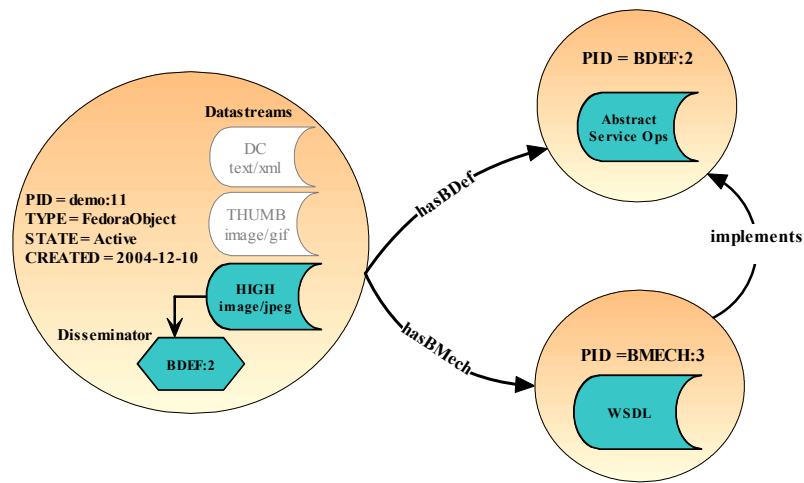 Datastreams
DC
text/xml
THUMB
image/gif
PID = demo:11
TYPE = FedoraObject
STATE = Active
CREATED = 2004-12-10
HIGH
image/jpeg
Disseminator
BDEF:2
hasBDef
hasBMech
PID = BDEF:2
Abstract
Service Ops
implements
PID =BMECH:3
WSDL